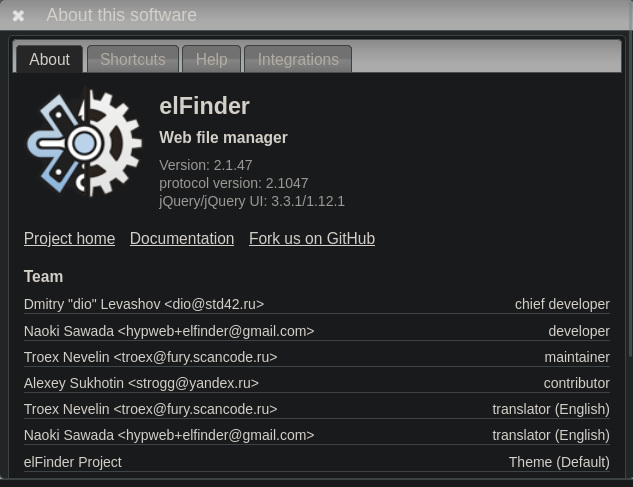 About this software
About Shortcuts Help Integrations
elFinder
Web file manager
Version: 2.1.47
protocol version: 2.1047
jQuery/jQuery UI: 3.3.1/1.12.1
Project home Documentation Fork us on GitHub
Team
Dmitry "dio" Levashov <dio@std42.ru> chief developer
Naoki Sawada <hypweb+elfinder@gmail.com> developer
Troex Nevelin <troex@fury.scancode.ru> maintainer
Alexey Sukhotin <strogg@yandex.ru> contributor
Troex Nevelin <troex@fury.scancode.ru> translator (English)
Naoki Sawada <hypweb+elfinder@gmail.com> translator (English)
elFinder Project Theme (Default)